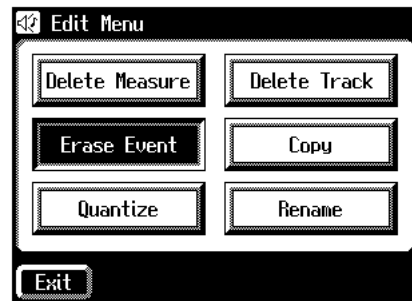 Edit Menu
Delete Measure Delete Track
Erase Event Copy
Quantize Rename
Exit